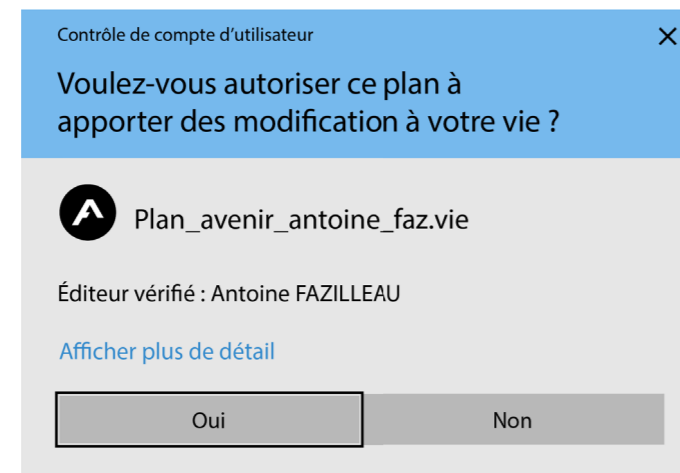 Contrôle de compte d’utilisateur
Voulez-vous autoriser ce plan à
apporter des modification à votre vie ?
Plan_avenir_antoine_faz.vie
Éditeur vérifié : Antoine FAZILLEAU
Afficher plus de détail
Oui
Non